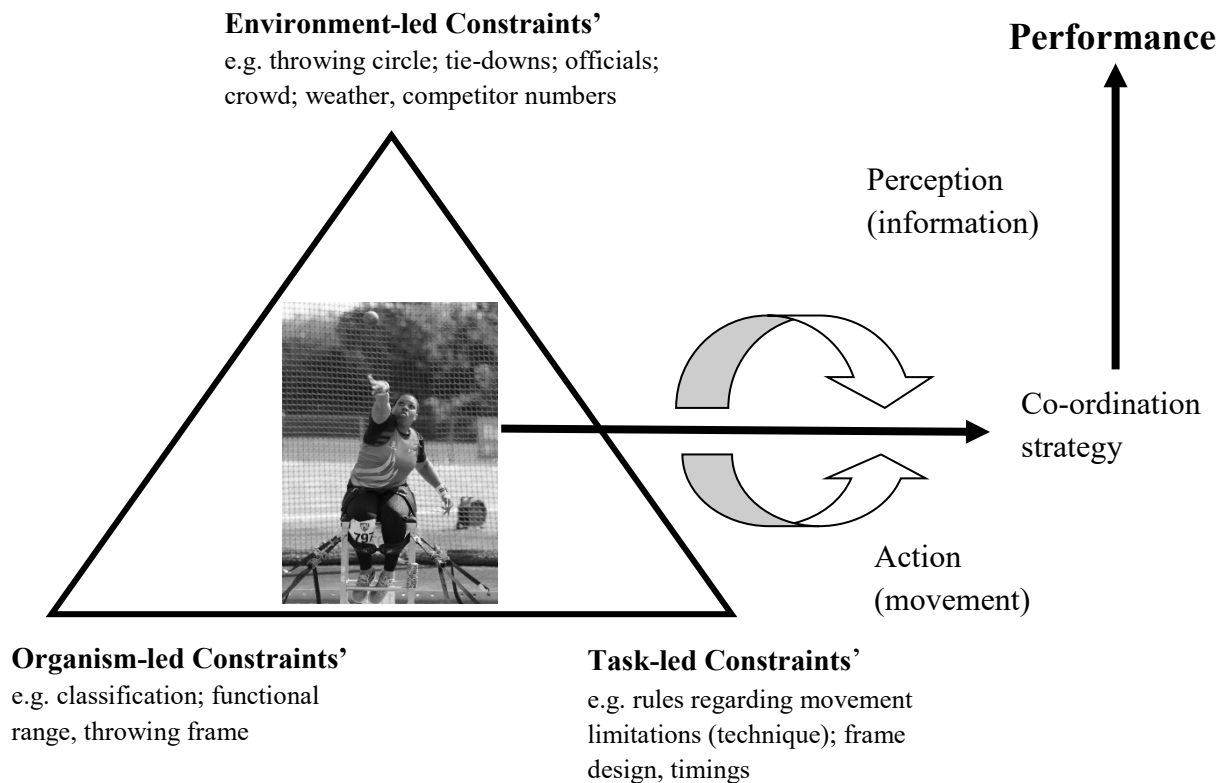 Environment-led Constraints’
e.g. throwing circle; tie-downs; officials;
crowd; weather, competitor numbers
Performance
Perception
(information)
Co-ordination
strategy
Action
(movement)
797
Organism-led Constraints’
e.g. classification; functional
range, throwing frame
Task-led Constraints’
e.g. rules regarding movement
limitations (technique); frame
design, timings